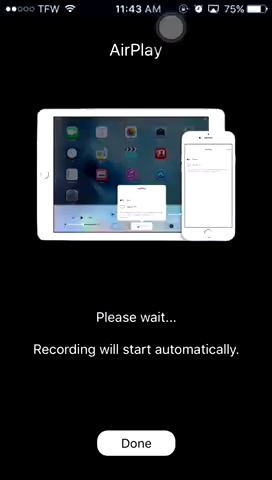 TFW 11:43 AM 75%
AirPlay
Please wait...
Recording will start automatically.
Done